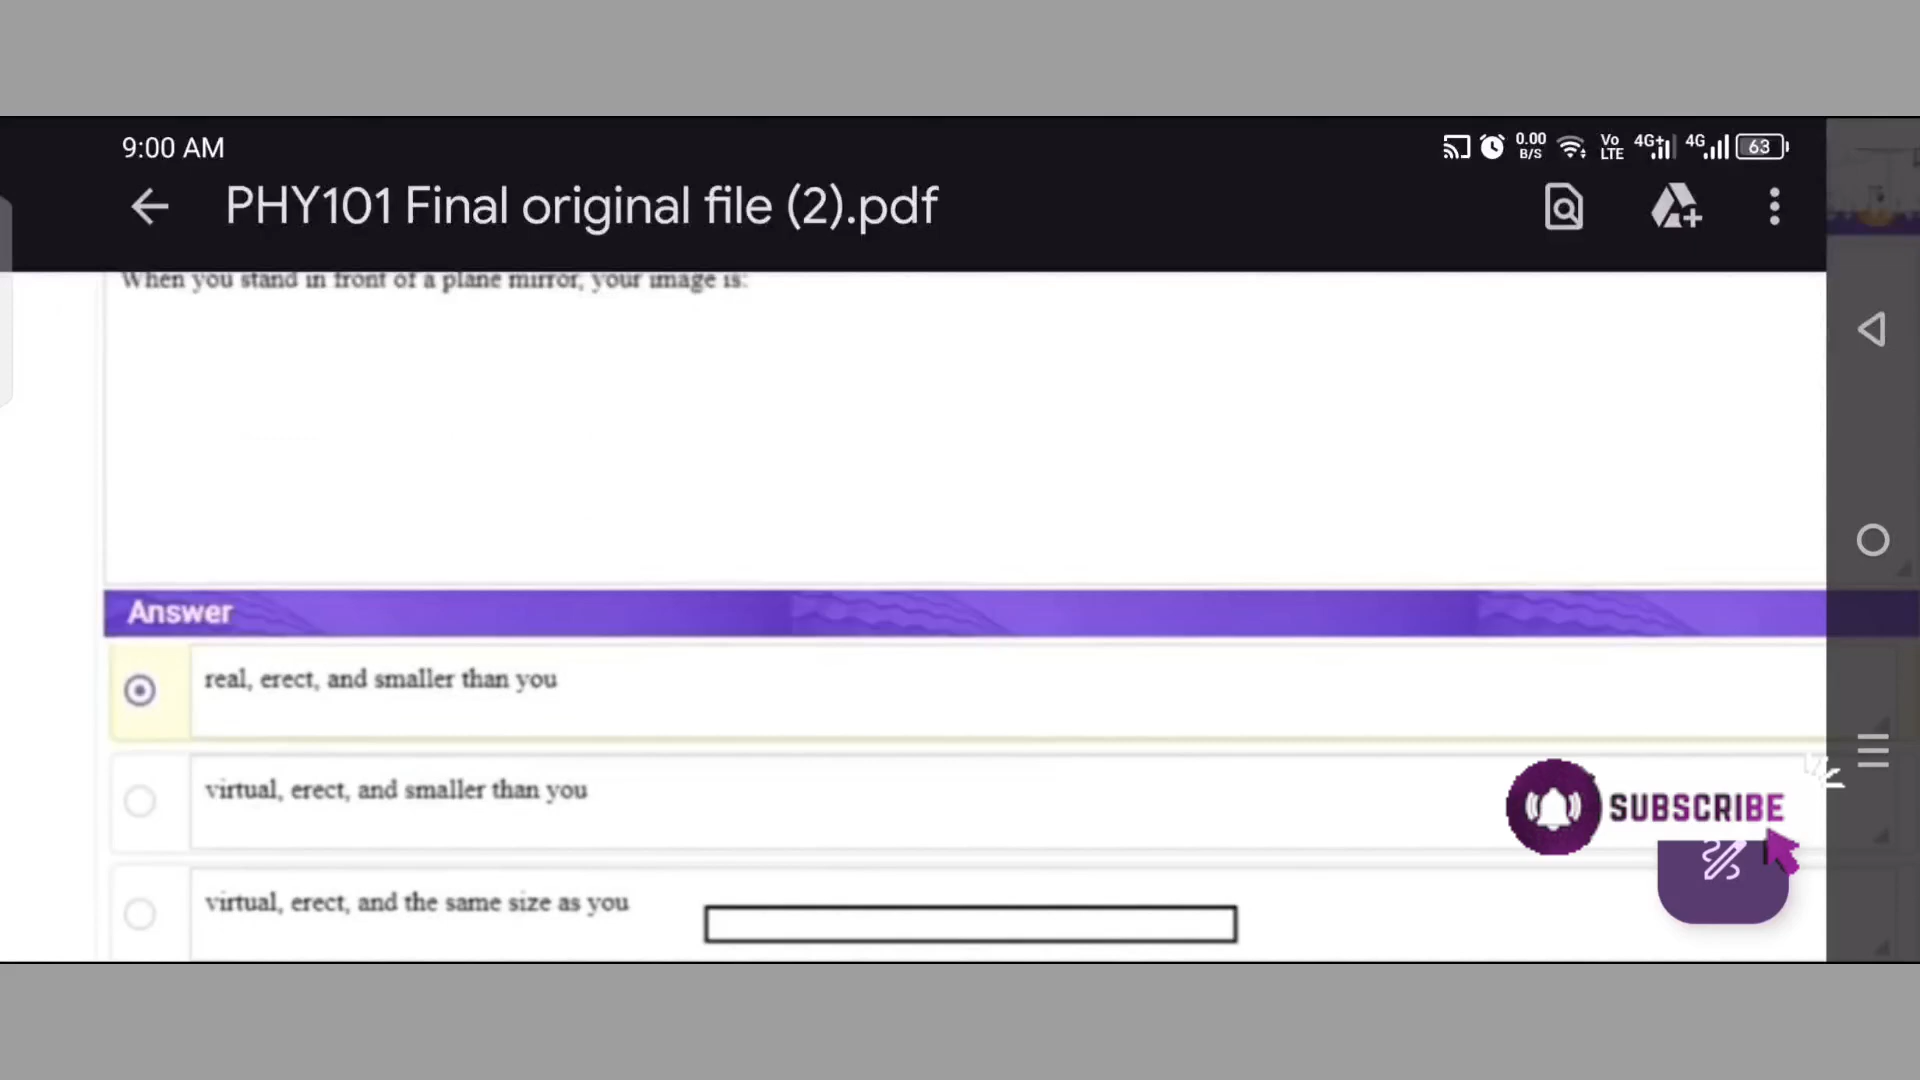 9:00 AM
0.00 B/S
Vo LTE
4G+
4G
63
PHY101 Final original file (2).pdf
When you stand in front of a plane mirror, your image is:
Answer
real, erect, and smaller than you
virtual, erect, and smaller than you
SUBSCRIBE
virtual, erect, and the same size as you